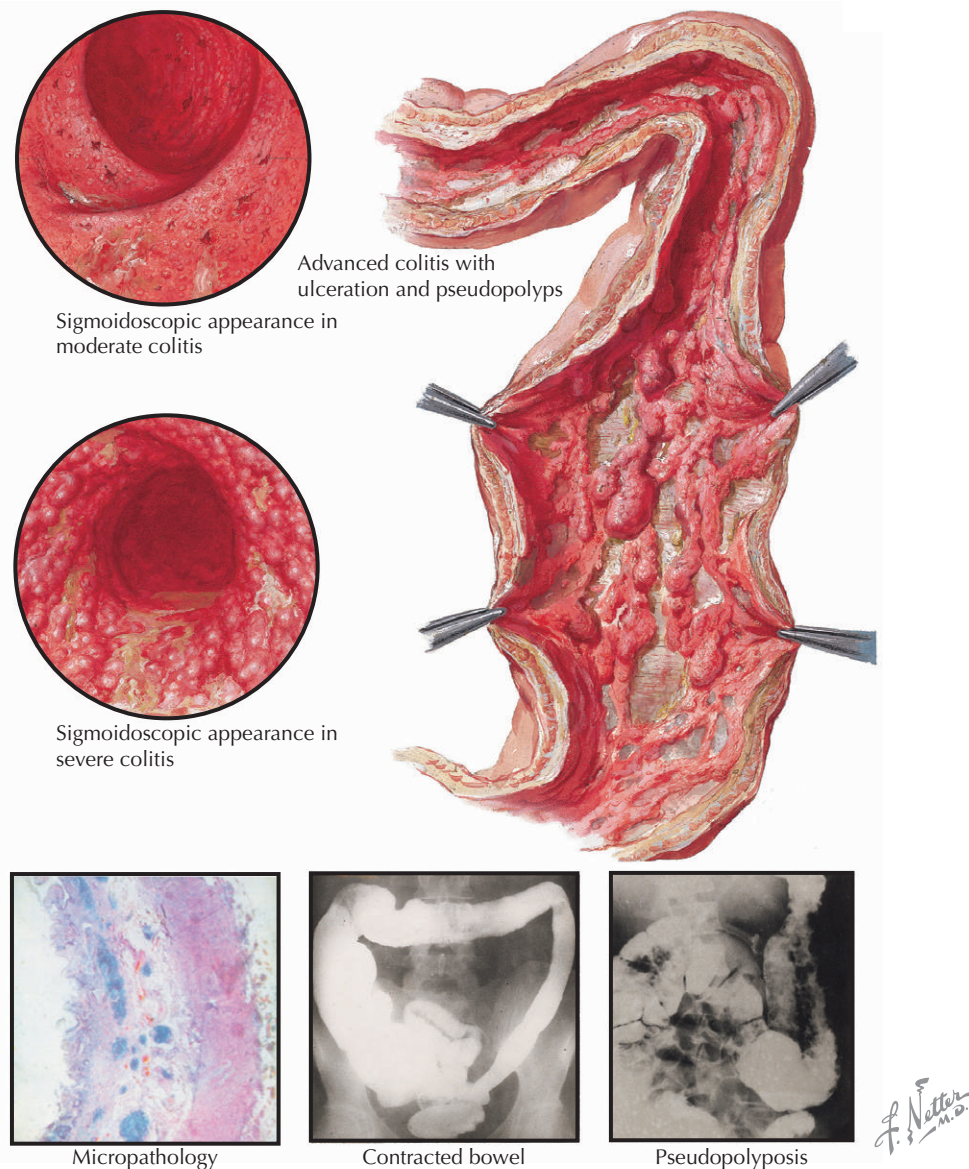 Advanced colitis with
ulceration and pseudopolyps
Sigmoidoscopic appearance in
moderate colitis
Sigmoidoscopic appearance in
severe colitis
Micropathology
Contracted bowel
Pseudopolyposis
F. Netter
M.D.